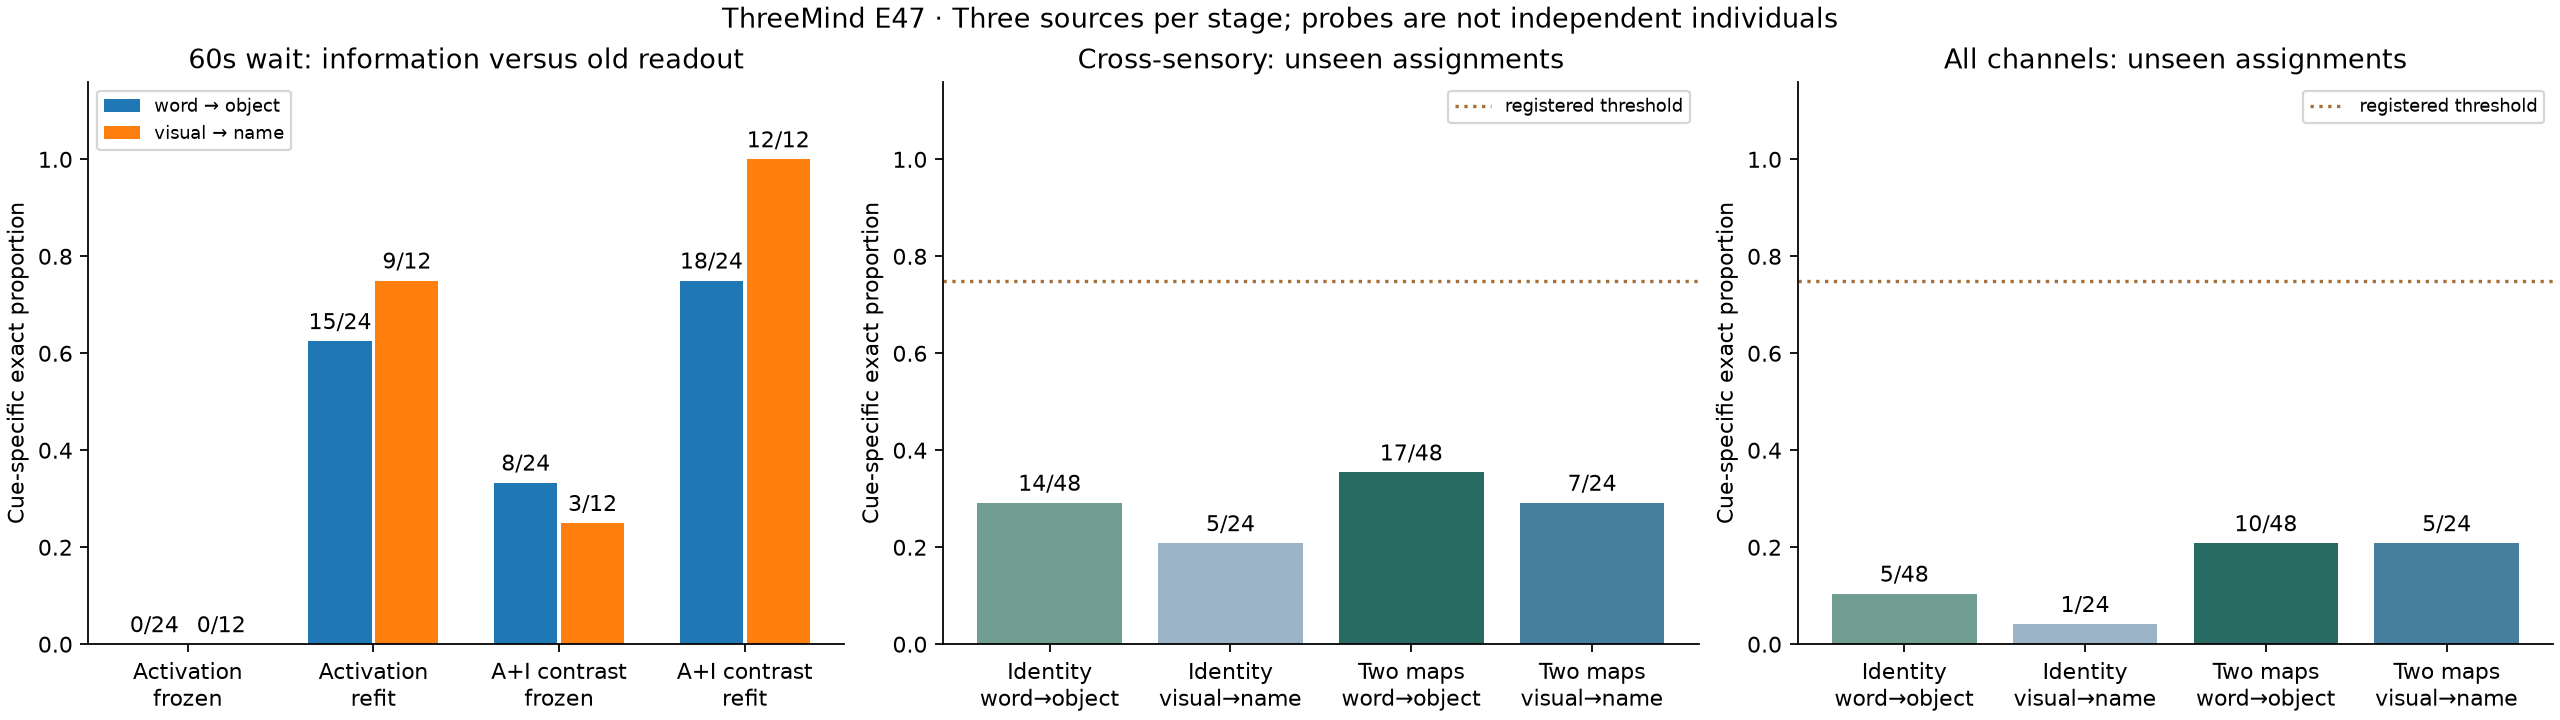 ThreeMind E47 · Three sources per stage; probes are not independent individuals
60s wait: information versus old readout
Cue-specific exact proportion
word → object
visual → name
1.0
0.8
0.6
0.4
0.2
0.0
0/24
0/12
15/24
9/12
8/24
3/12
18/24
12/12
Activation
frozen
Activation
refit
A+I contrast
frozen
A+I contrast
refit
Cross-sensory: unseen assignments
Cue-specific exact proportion
registered threshold
1.0
0.8
0.6
0.4
0.2
0.0
14/48
5/24
17/48
7/24
Identity
word→object
Identity
visual→name
Two maps
word→object
Two maps
visual→name
All channels: unseen assignments
Cue-specific exact proportion
registered threshold
1.0
0.8
0.6
0.4
0.2
0.0
5/48
1/24
10/48
5/24
Identity
word→object
Identity
visual→name
Two maps
word→object
Two maps
visual→name